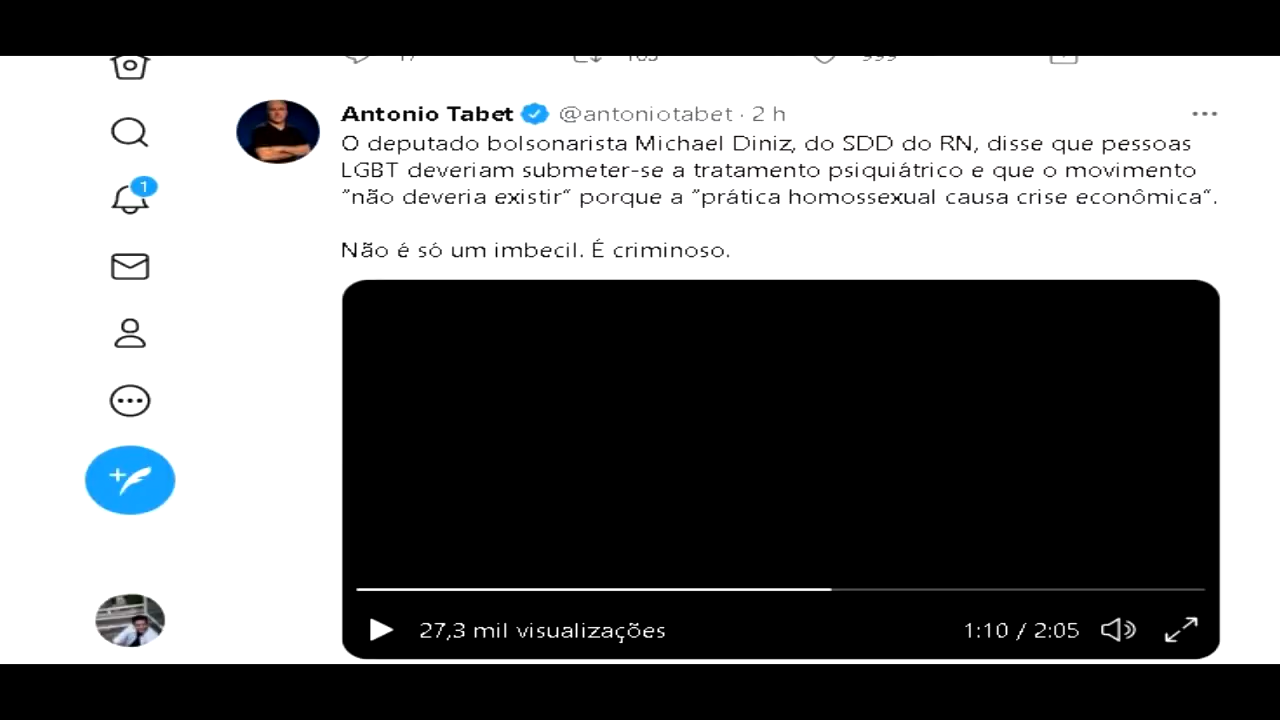 1
Antonio Tabet @antoniotabet · 2 h
O deputado bolsonarista Michael Diniz, do SDD do RN, disse que pessoas
LGBT deveriam submeter-se a tratamento psiquiátrico e que o movimento
"não deveria existir" porque a "prática homossexual causa crise econômica".
Não é só um imbecil. É criminoso.
27,3 mil visualizações
1:10 / 2:05